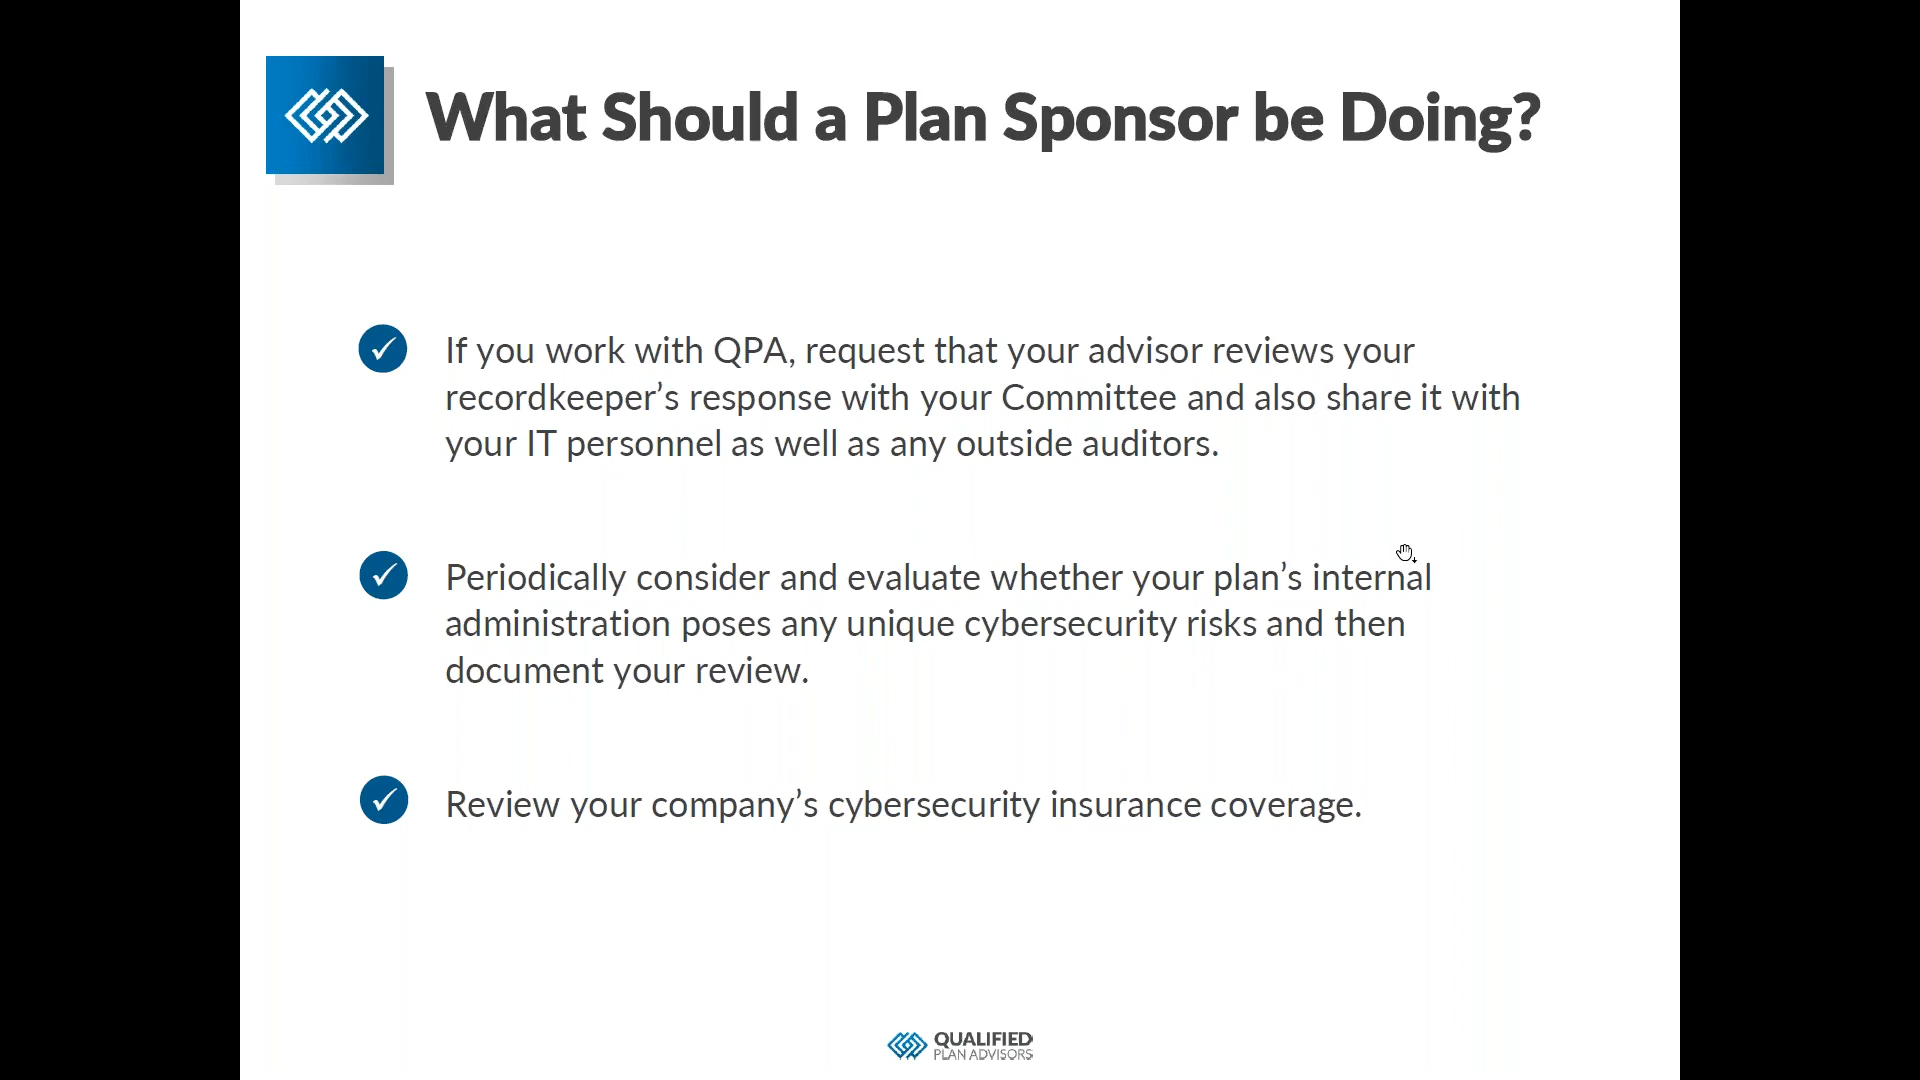 What Should a Plan Sponsor be Doing?
If you work with QPA, request that your advisor reviews your
recordkeeper’s response with your Committee and also share it with
your IT personnel as well as any outside auditors.
Periodically consider and evaluate whether your plan’s internal
administration poses any unique cybersecurity risks and then
document your review.
Review your company’s cybersecurity insurance coverage.
QUALIFIED
PLAN ADVISORS